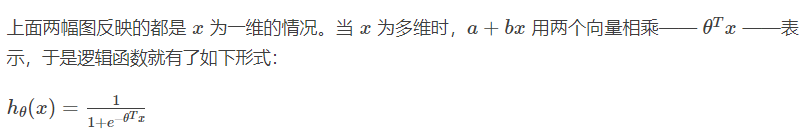 上面两幅图反映的都是 x 为一维的情况。当 x 为多维时，a + bx 用两个向量相乘—— θ^T x ——表
示，于是逻辑函数就有了如下形式：
h_θ(x) = \frac{1}{1+e^{-θ^T x}}